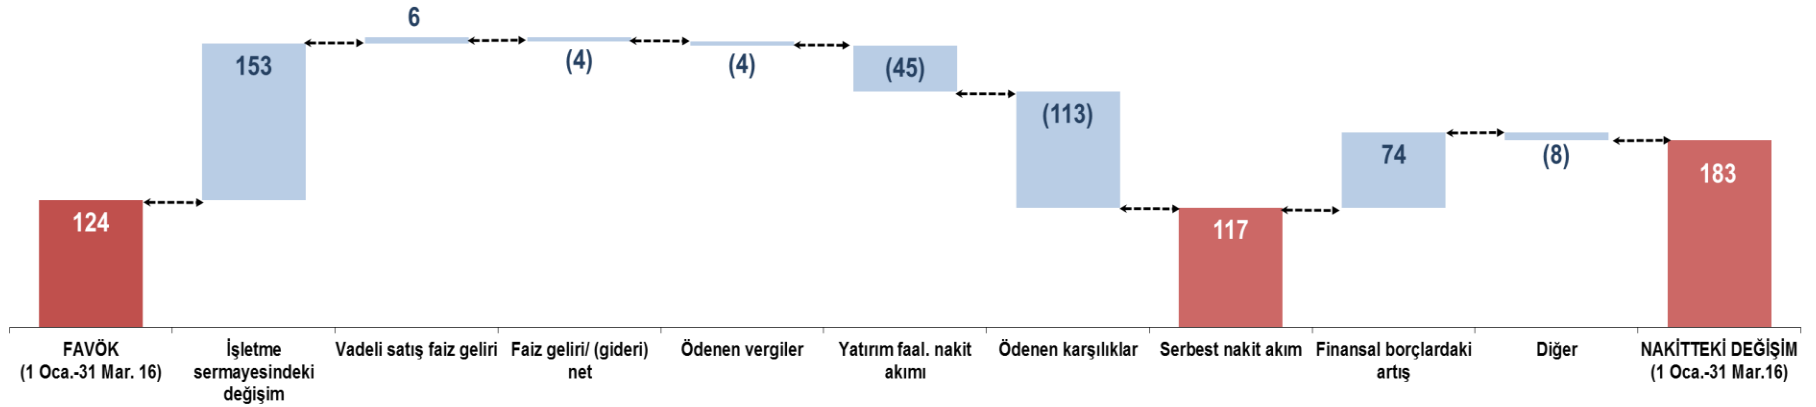 6
153
(4)
(4)
(45)
(113)
74
(8)
183
124
117
FAVÖK
(1 Oca.-31 Mar. 16)
İşletme
sermayesindeki
değişim
Vadeli satış faiz geliri
Faiz geliri/ (gideri)
net
Ödenen vergiler
Yatırım faal. nakit
akımı
Ödenen karşılıklar
Serbest nakit akım
Finansal borçlardaki
artış
Diğer
NAKİTTEKİ DEĞİŞİM
(1 Oca.-31 Mar.16)